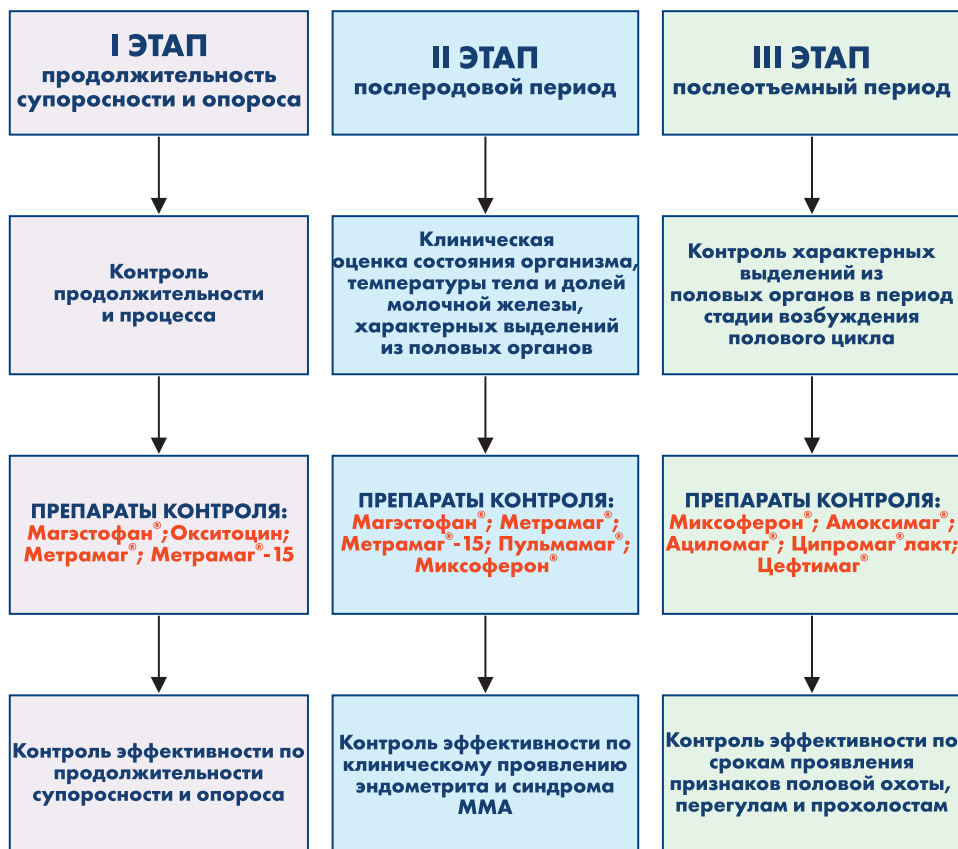 I ЭТАП
продолжительность
супоросности и опороса
II ЭТАП
послеродовой период
III ЭТАП
послеотъемный период
Контроль
продолжительности
и процесса
Клиническая
оценка состояния организма,
температуры тела и долей
молочной железы,
характерных выделений
из половых органов
Контроль характерных
выделений из
половых органов в период
стадии возбуждения
полового цикла
ПРЕПАРАТЫ КОНТРОЛЯ:
Магэстофан®;Окситоцин;
Метрамаг®; Метрамаг®-15
ПРЕПАРАТЫ КОНТРОЛЯ:
Магэстофан®; Метрамаг®;
Метрамаг®-15; Пульмамаг®;
Миксоферон®
ПРЕПАРАТЫ КОНТРОЛЯ:
Миксоферон®; Амоксимаг®;
Ациломаг®; Ципромаг®лакт;
Цефтимаг®
Контроль эффективности по
продолжительности
супоросности и опороса
Контроль эффективности по
клиническому проявлению
эндометрита и синдрома
ММА
Контроль эффективности по
срокам проявления
признаков половой охоты,
перегулам и прохолостам